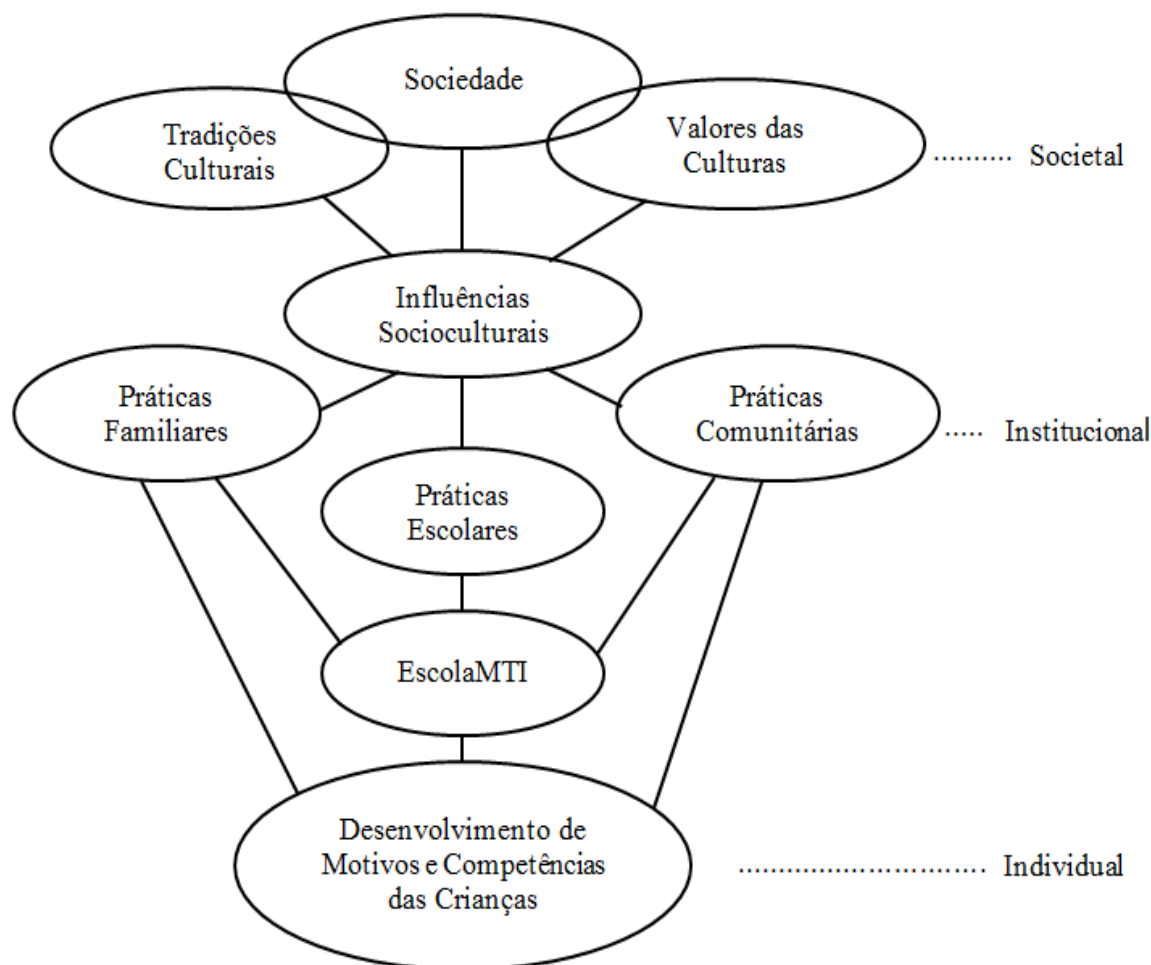 Sociedade
Tradições
Culturais
Valores das
Culturas
.......... Societal
Influências
Socioculturais
Práticas
Familiares
Práticas
Comunitárias
..... Institucional
Práticas
Escolares
EscolaMTI
Desenvolvimento de
Motivos e Competências
das Crianças
.............................. Individual